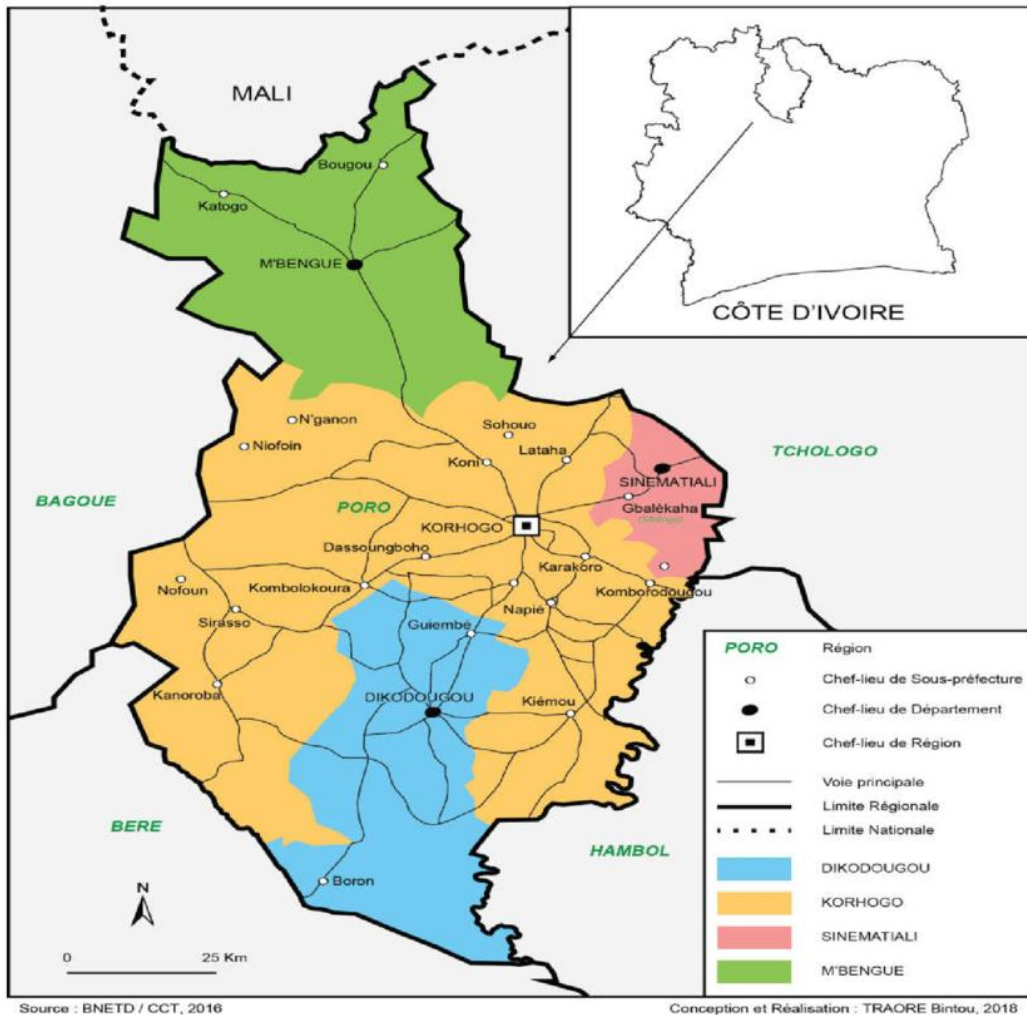 MALI
Bougou
Katogo
M'BENGUE
CÔTE D'IVOIRE
N'ganon
Niofoin
Sohouo
Koni
Lataha
TCHOLOGO
SINEMATIALI
Gbalèkaha
BAGOUE
PORO
KORHOGO
Dassoungboho
Karakoro
Nofoun
Kombolokoura
Komborodougou
Napié
Sirasso
Guiembé
Kanoroba
DIKODOUGOU
Kiémou
BERE
HAMBOL
Boron
N
0 25 Km
PORO Région
Chef-lieu de Sous-préfecture
Chef-lieu de Département
Chef-lieu de Région
Voie principale
Limite Régionale
Limite Nationale
DIKODOUGOU
KORHOGO
SINEMATIALI
M'BENGUE
Source : BNETD / CCT, 2016
Conception et Réalisation : TRAORE Bintou, 2018